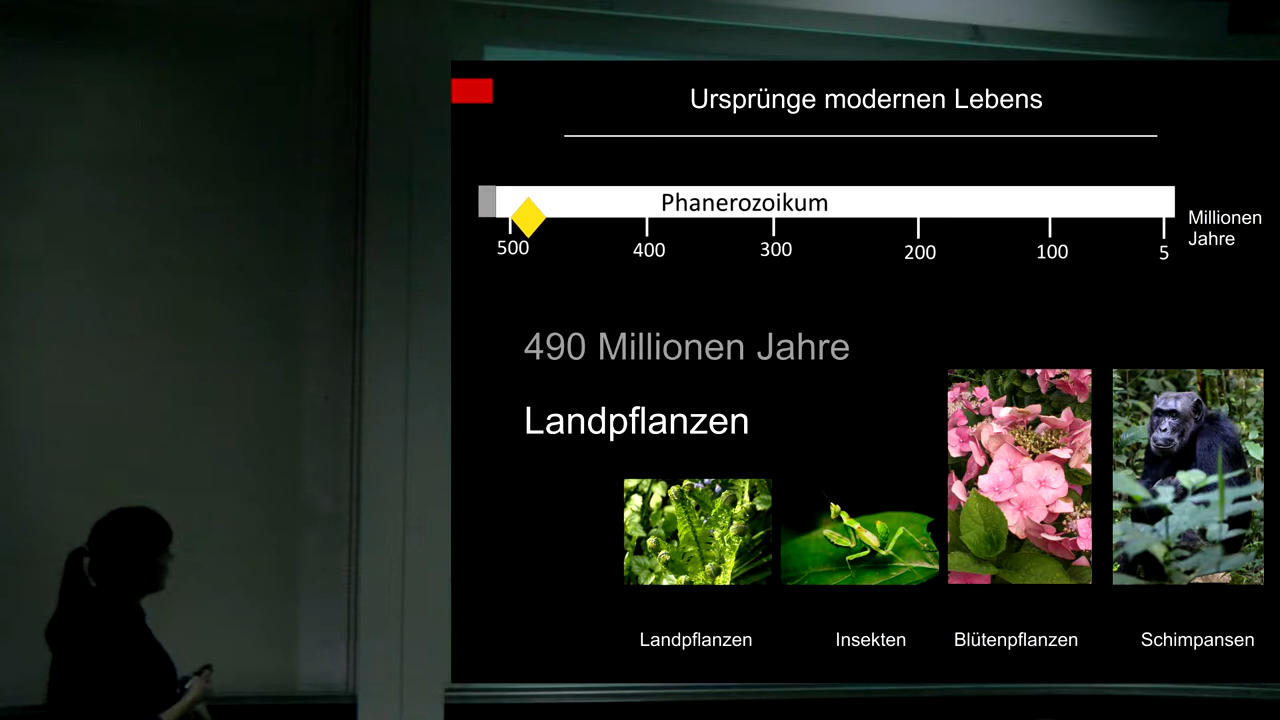 Ursprünge modernen Lebens
Phanerozoikum
500 400 300 200 100 5
Millionen
Jahre
490 Millionen Jahre
Landpflanzen
Landpflanzen Insekten Blütenpflanzen Schimpansen